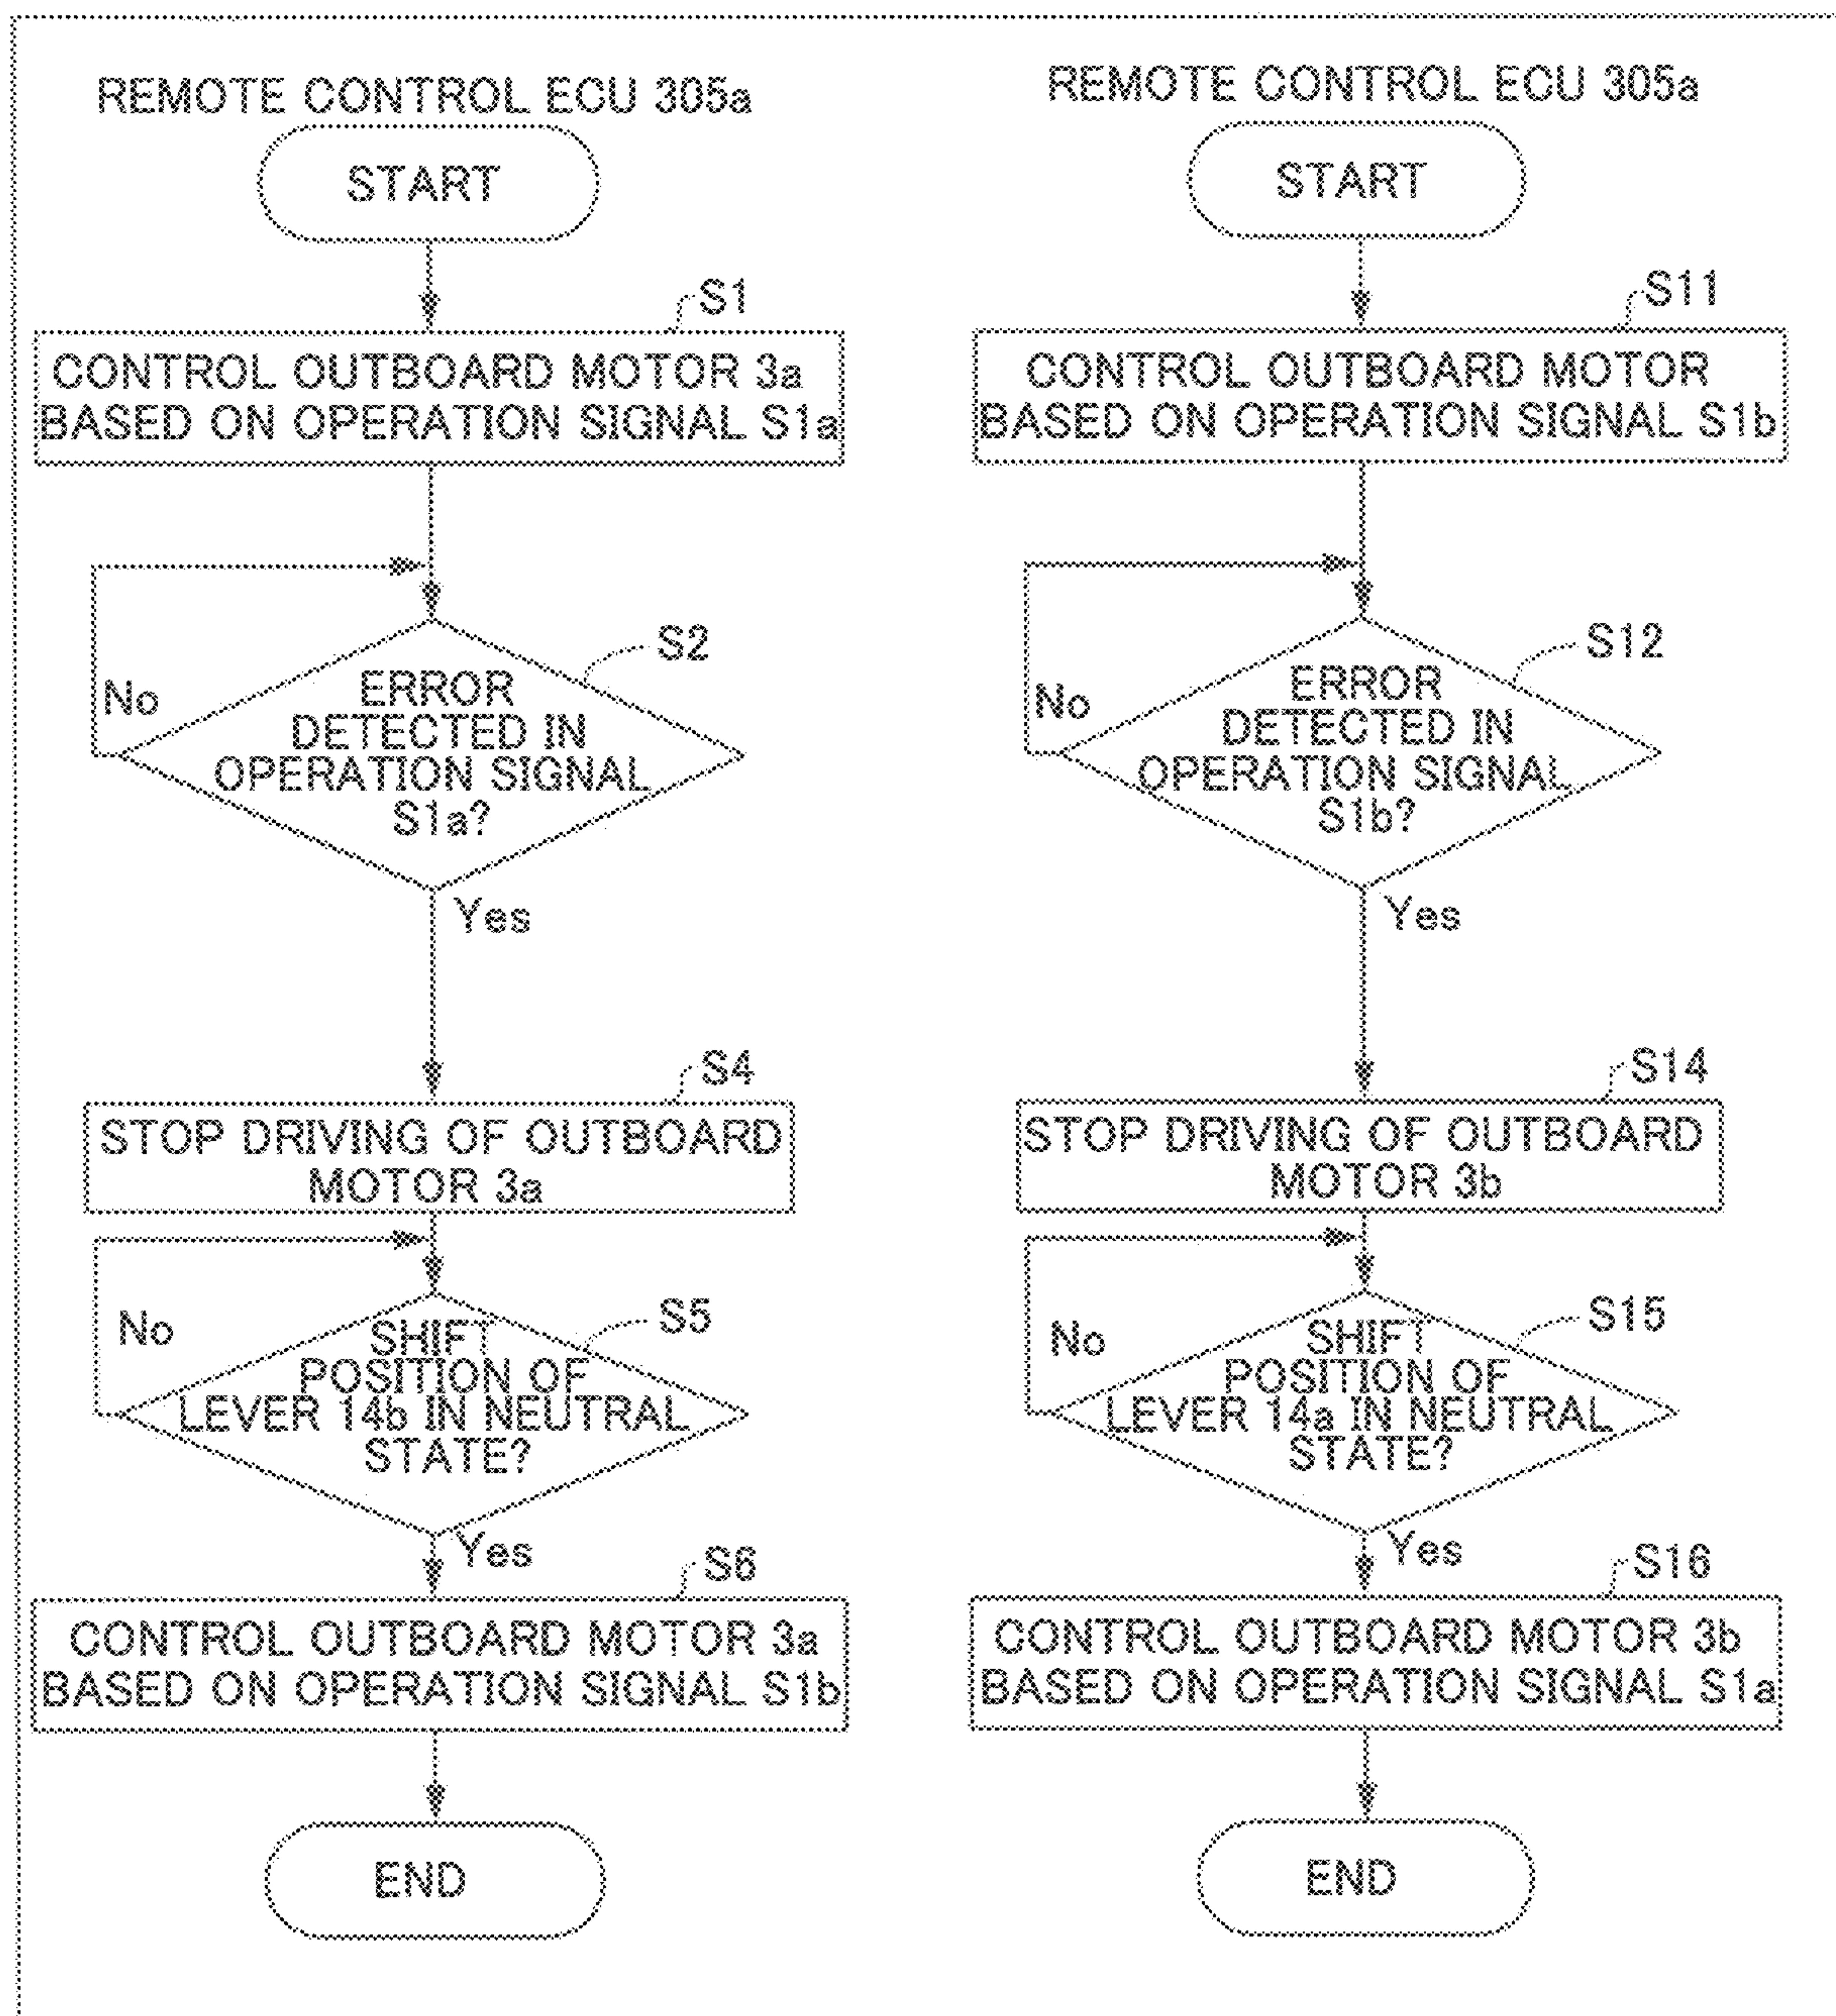 REMOTE CONTROL ECU 305a
START
S1
CONTROL OUTBOARD MOTOR 3a
BASED ON OPERATION SIGNAL S1a
S2
No
ERROR
DETECTED IN
OPERATION SIGNAL
S1a?
Yes
S4
STOP DRIVING OF OUTBOARD
MOTOR 3a
S5
No
SHIFT
POSITION OF
LEVER 14b IN NEUTRAL
STATE?
Yes
S6
CONTROL OUTBOARD MOTOR 3a
BASED ON OPERATION SIGNAL S1b
END
REMOTE CONTROL ECU 305a
START
S11
CONTROL OUTBOARD MOTOR
BASED ON OPERATION SIGNAL S1b
S12
No
ERROR
DETECTED IN
OPERATION SIGNAL
S1b?
Yes
S14
STOP DRIVING OF OUTBOARD
MOTOR 3b
S15
No
SHIFT
POSITION OF
LEVER 14a IN NEUTRAL
STATE?
Yes
S16
CONTROL OUTBOARD MOTOR 3b
BASED ON OPERATION SIGNAL S1a
END